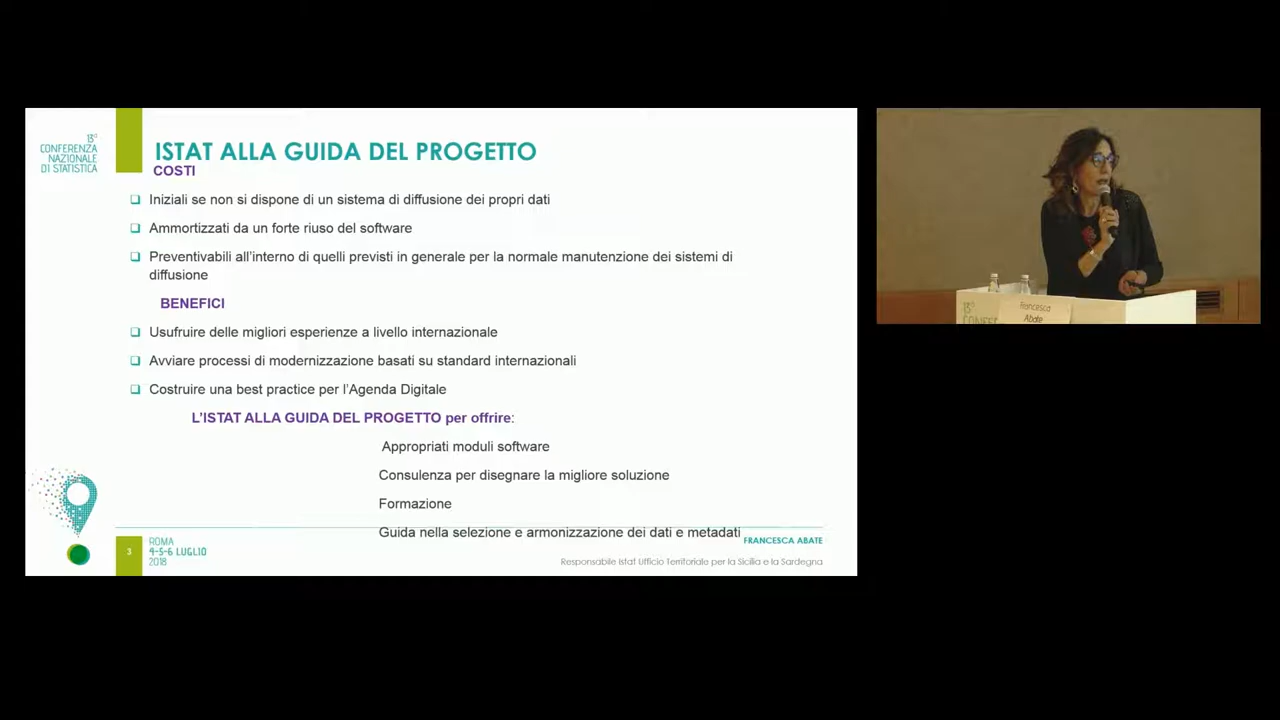 13°
CONFERENZA
NAZIONALE
DI STATISTICA
ISTAT ALLA GUIDA DEL PROGETTO
COSTI
Iniziali se non si dispone di un sistema di diffusione dei propri dati
Ammortizzati da un forte riuso del software
Preventivabili all'interno di quelli previsti in generale per la normale manutenzione dei sistemi di
diffusione
BENEFICI
Usufruire delle migliori esperienze a livello internazionale
Avviare processi di modernizzazione basati su standard internazionali
Costruire una best practice per l'Agenda Digitale
L'ISTAT ALLA GUIDA DEL PROGETTO per offrire:
Appropriati moduli software
Consulenza per disegnare la migliore soluzione
Formazione
Guida nella selezione e armonizzazione dei dati e metadati
3
ROMA
4-5-6 LUGLIO
2018
FRANCESCA ABATE
Responsabile Istat Ufficio Territoriale per la Sicilia e la Sardegna
13°
Francesca
Abate